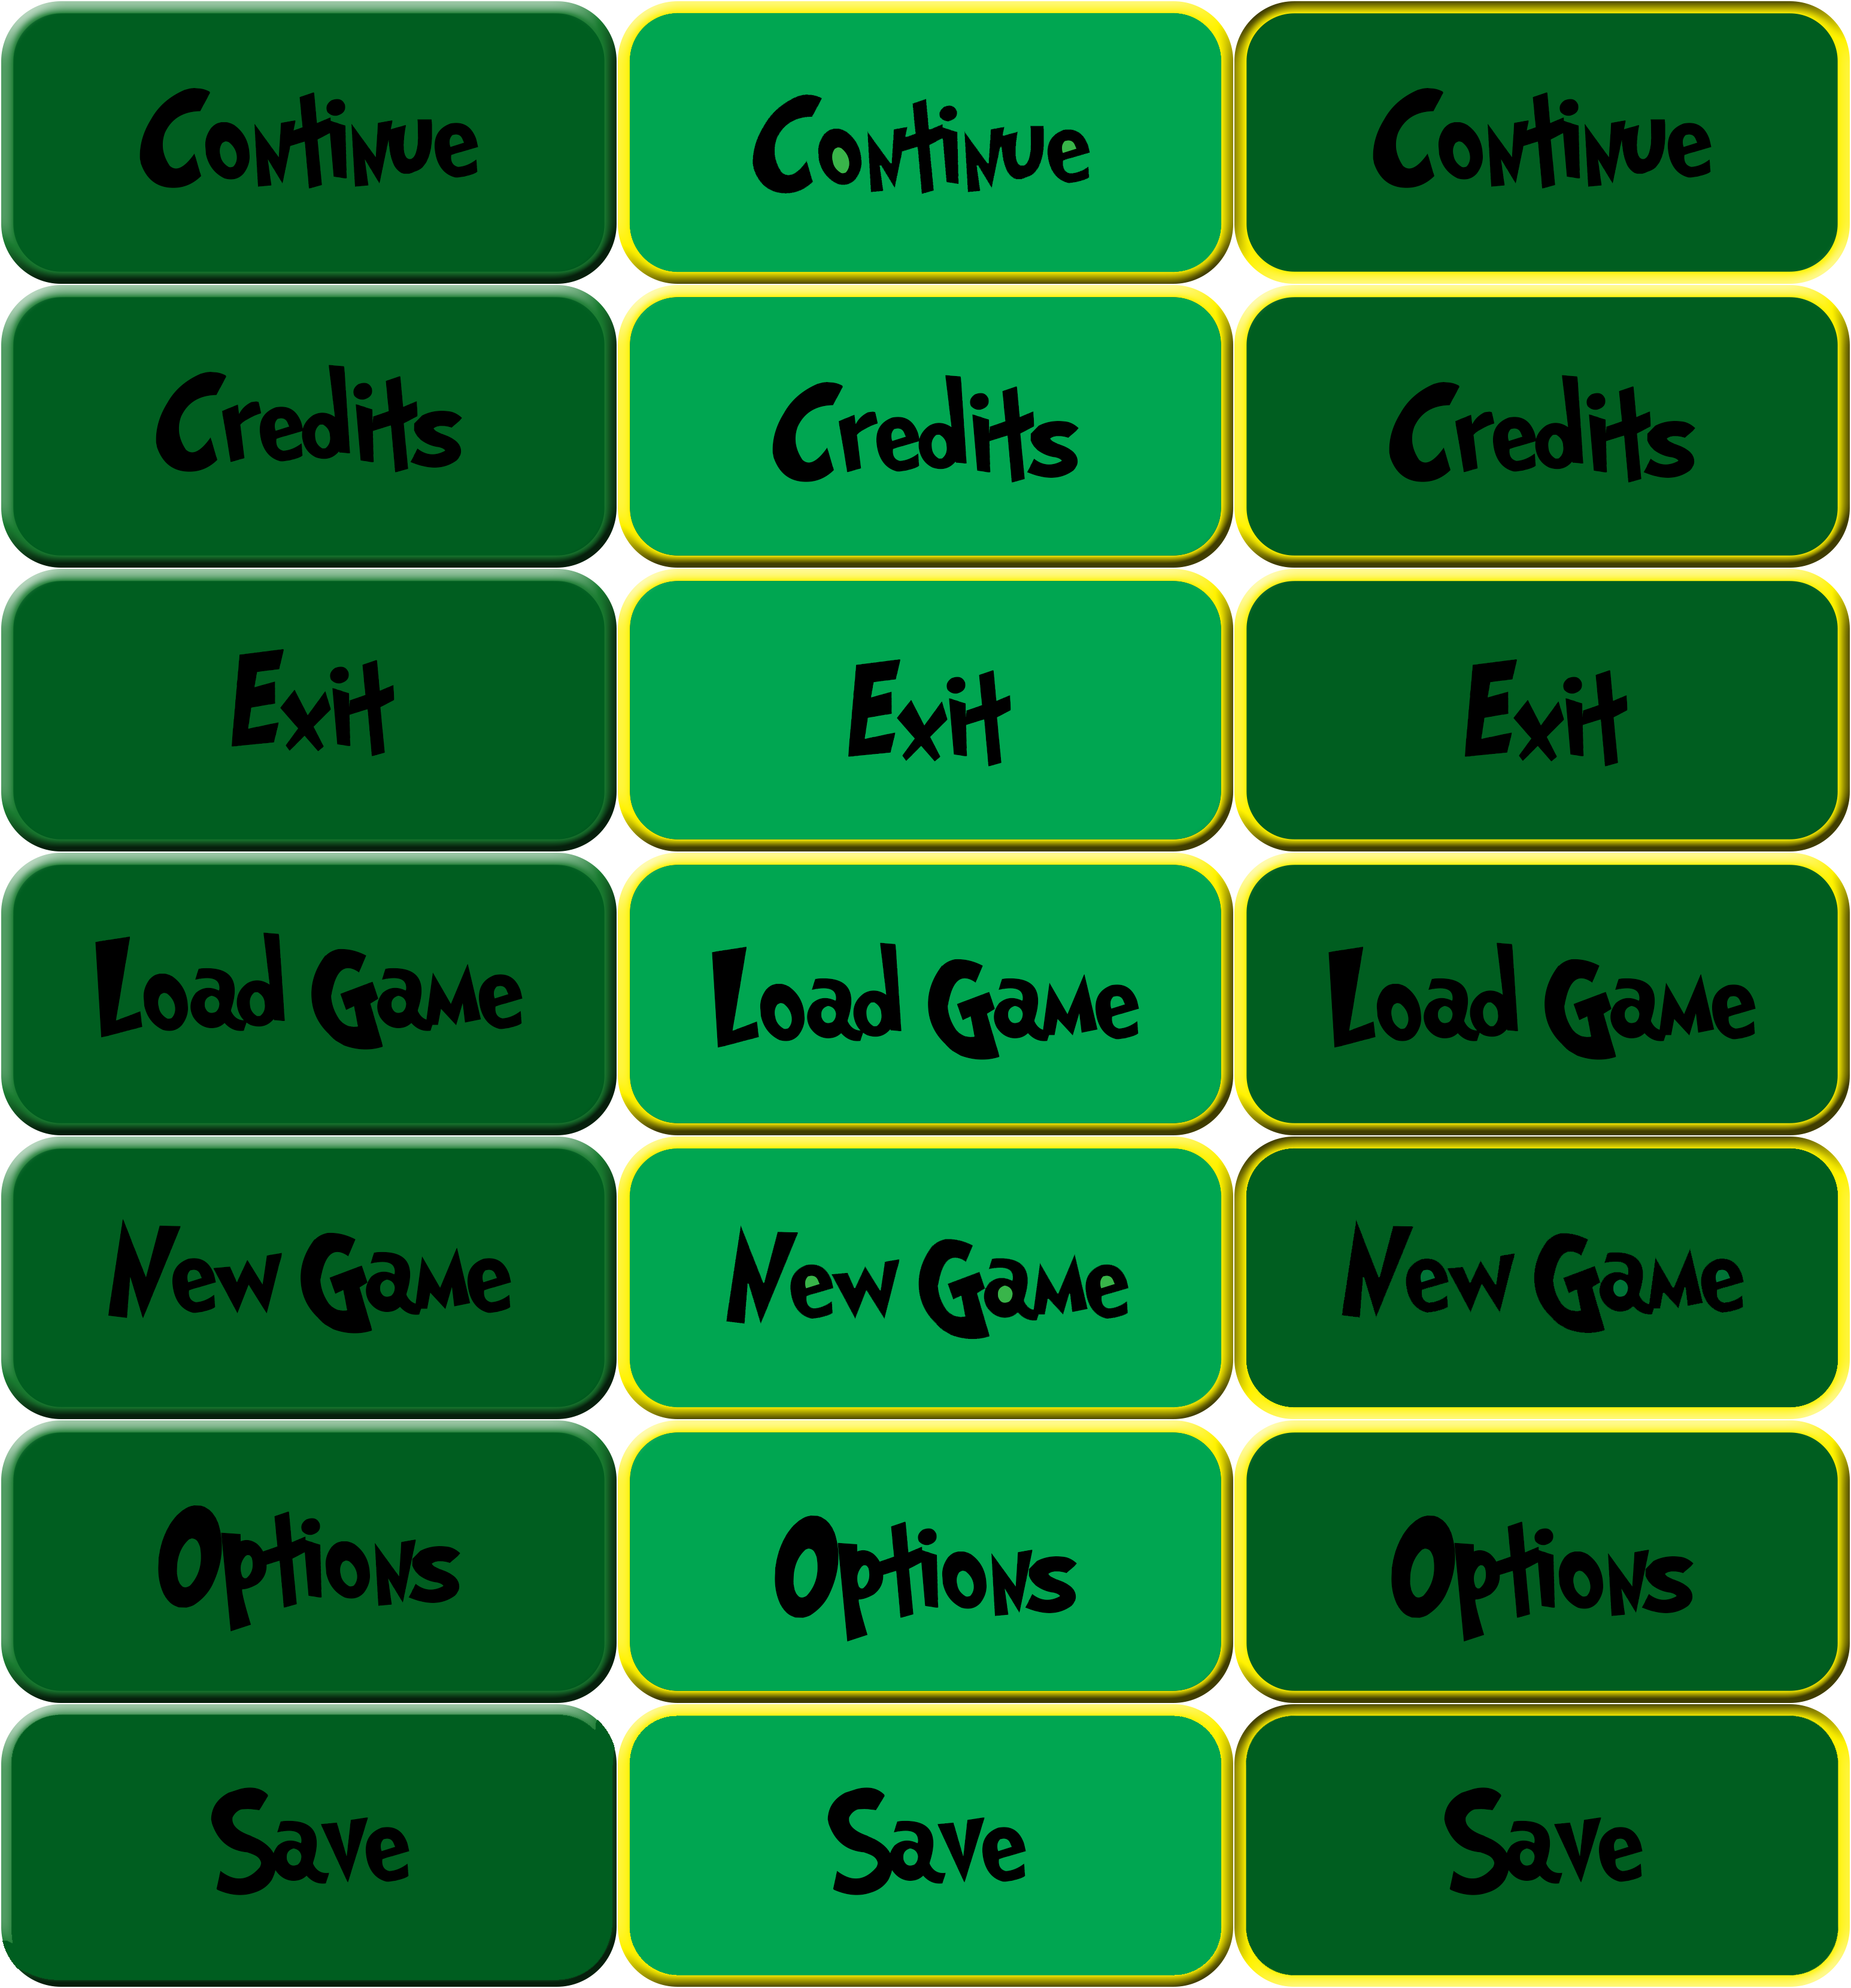 Continue Continue Continue
Credits Credits Credits
Exit Exit Exit
Load Game Load Game Load Game
New Game New Game New Game
Options Options Options
Save Save Save